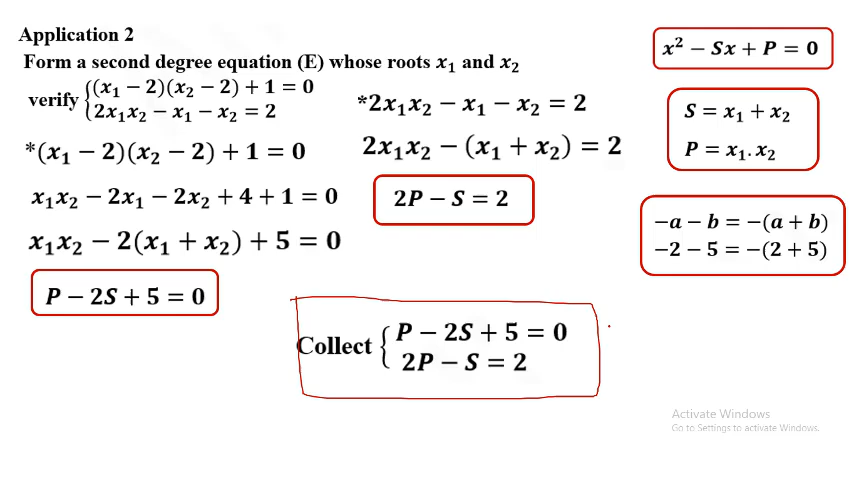 Application 2
Form a second degree equation (E) whose roots x₁ and x₂
verify {(x₁ − 2)(x₂ − 2) + 1 = 0
2x₁x₂ − x₁ − x₂ = 2
*(x₁ − 2)(x₂ − 2) + 1 = 0
x₁x₂ − 2x₁ − 2x₂ + 4 + 1 = 0
x₁x₂ − 2(x₁ + x₂) + 5 = 0
P − 2S + 5 = 0
*2x₁x₂ − x₁ − x₂ = 2
2x₁x₂ − (x₁ + x₂) = 2
2P − S = 2
Collect {P − 2S + 5 = 0
2P − S = 2
x² − Sx + P = 0
S = x₁ + x₂
P = x₁. x₂
−a − b = −(a + b)
−2 − 5 = −(2 + 5)
Activate Windows
Go to Settings to activate Windows.